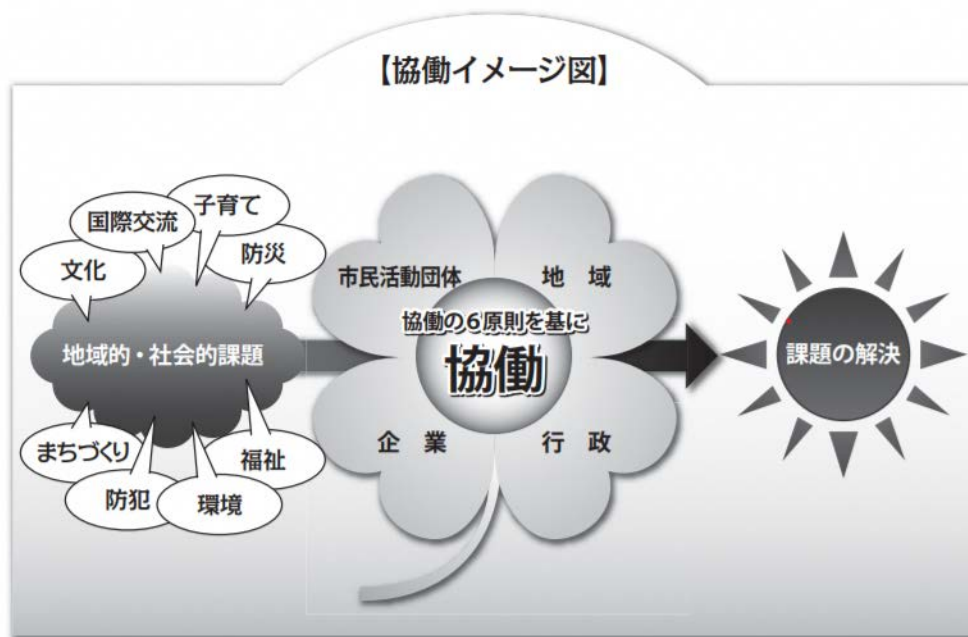 【協働イメージ図】
子育て
国際交流
防災
文化
地域的・社会的課題
まちづくり
防犯
環境
福祉
市民活動団体
地域
協働の6原則を基に
協働
企業
行政
課題の解決